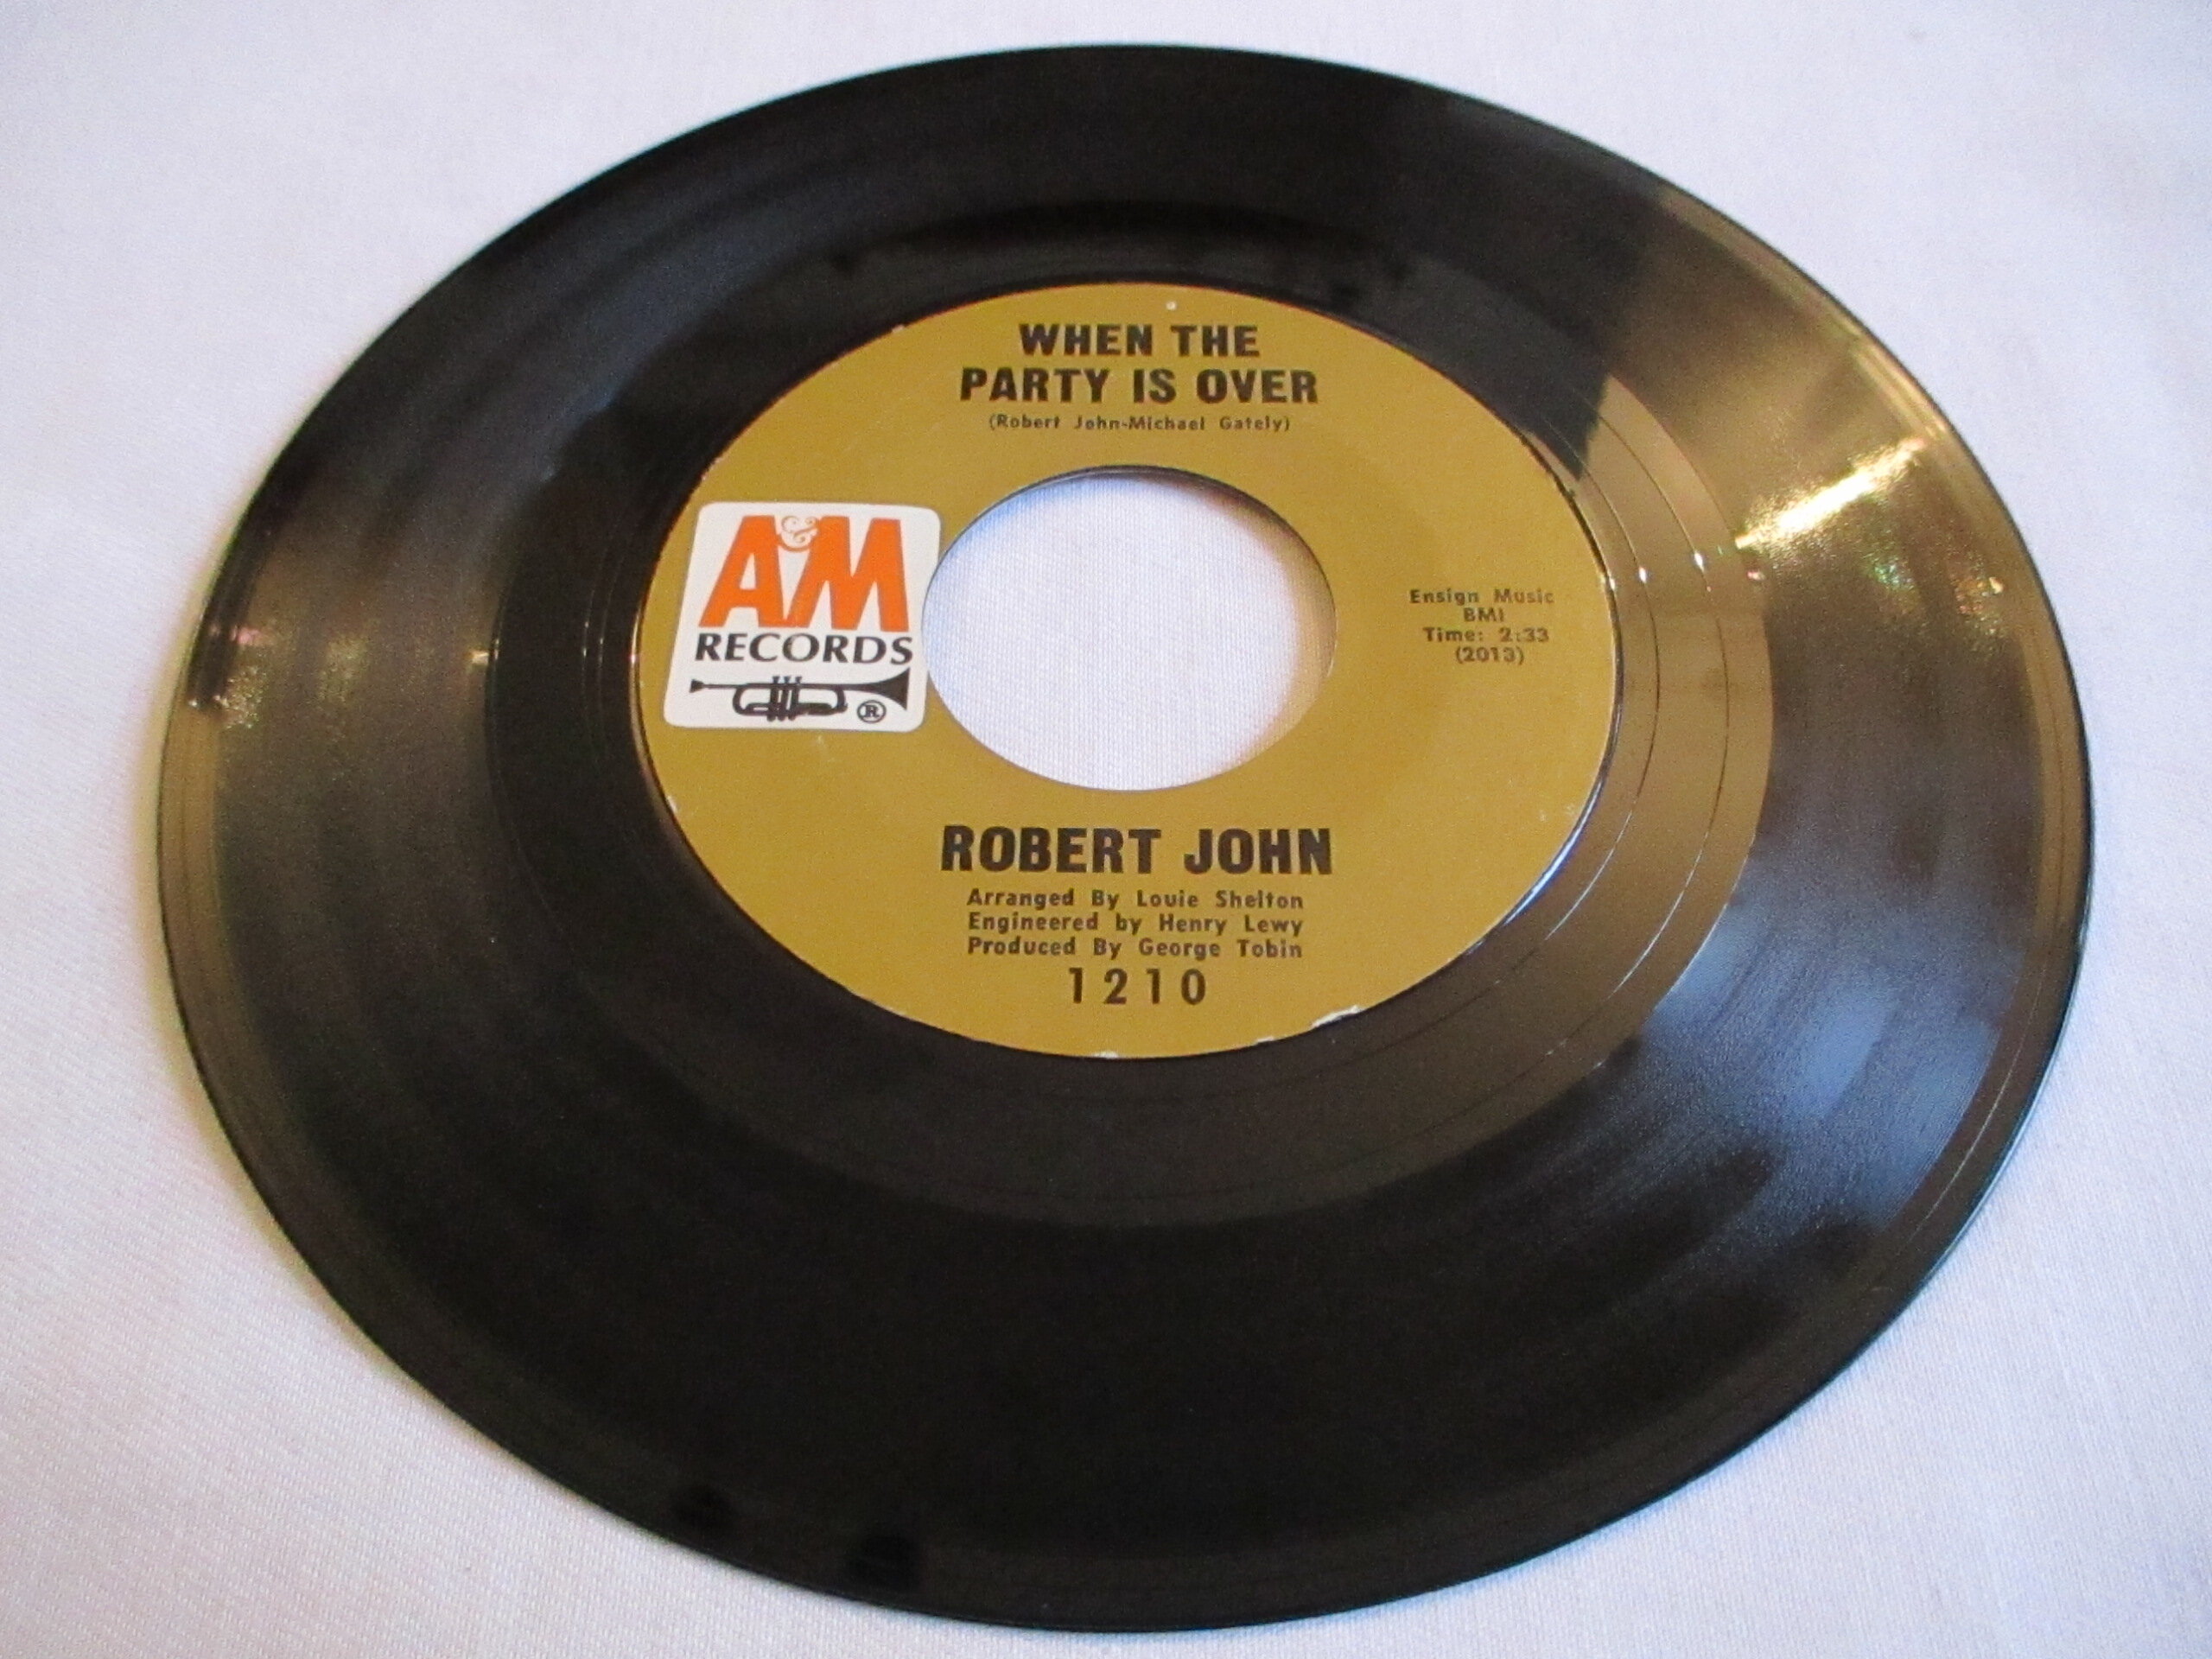 WHEN THE
PARTY IS OVER
(Robert John-Michael Gately)
A&M
RECORDS
®
Ensign Music
BMI
Time: 2:33
(2013)
ROBERT JOHN
Arranged By Louie Shelton
Engineered by Henry Lewy
Produced By George Tobin
1210